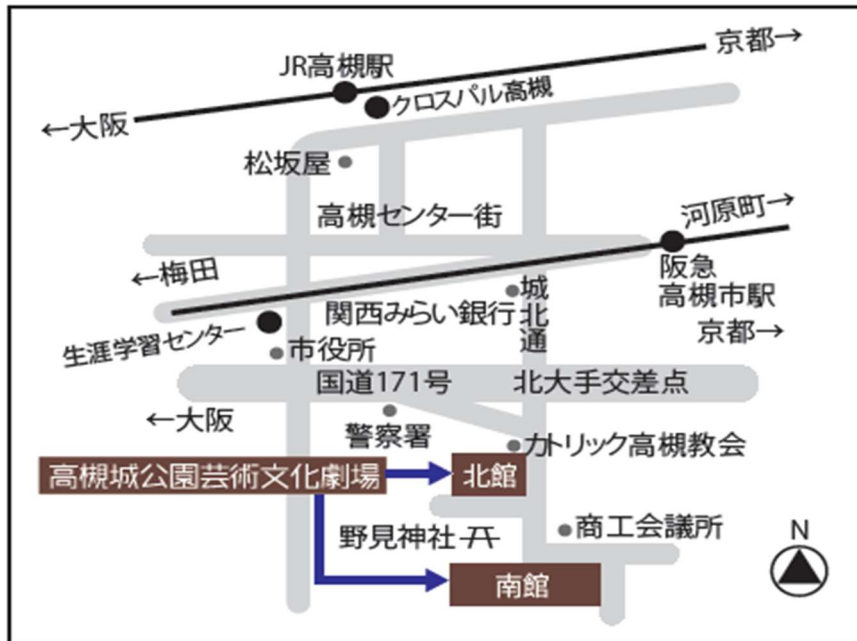 京都→
JR高槻駅
クロスパル高槻
←大阪
松坂屋
高槻センター街
河原町→
←梅田
阪急
高槻市駅
城北通
関西みらい銀行
生涯学習センター
京都→
市役所
国道171号
北大手交差点
←大阪
警察署
カトリック高槻教会
高槻城公園芸術文化劇場
北館
野見神社
商工会議所
N
南館